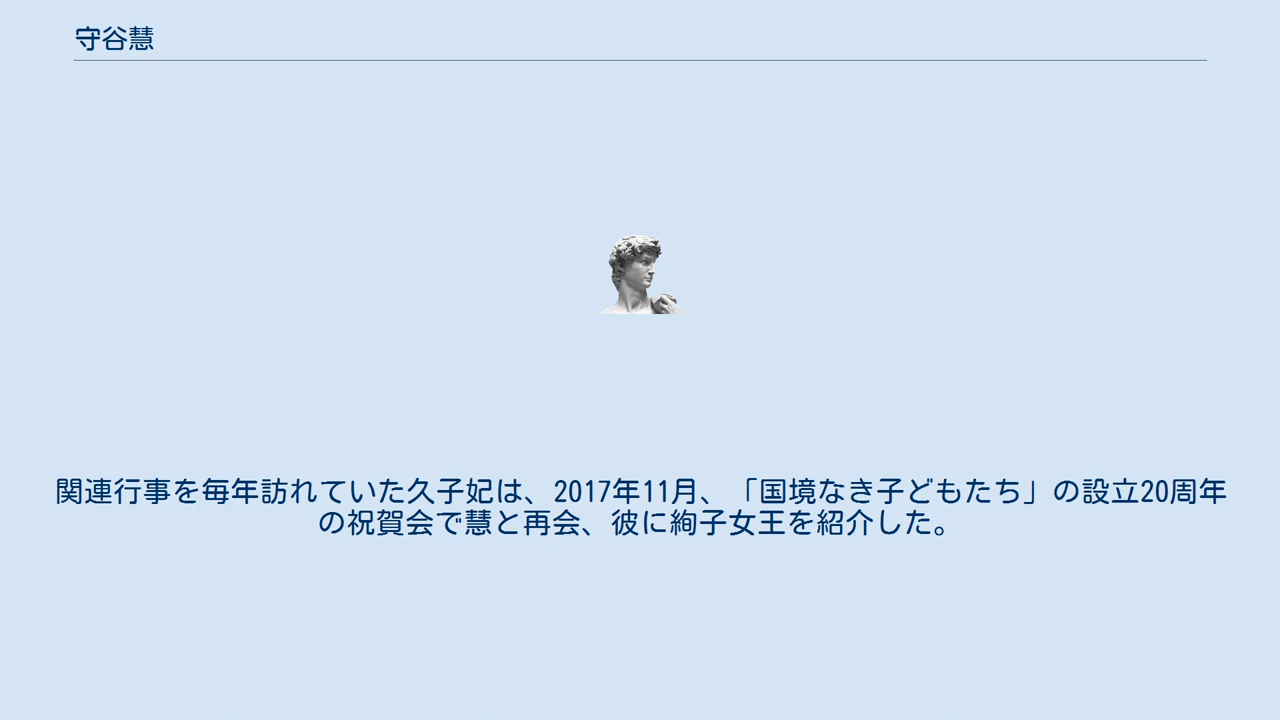 守谷慧
関連行事を毎年訪れていた久子妃は、2017年11月、「国境なき子どもたち」の設立20周年
の祝賀会で慧と再会、彼に絢子女王を紹介した。